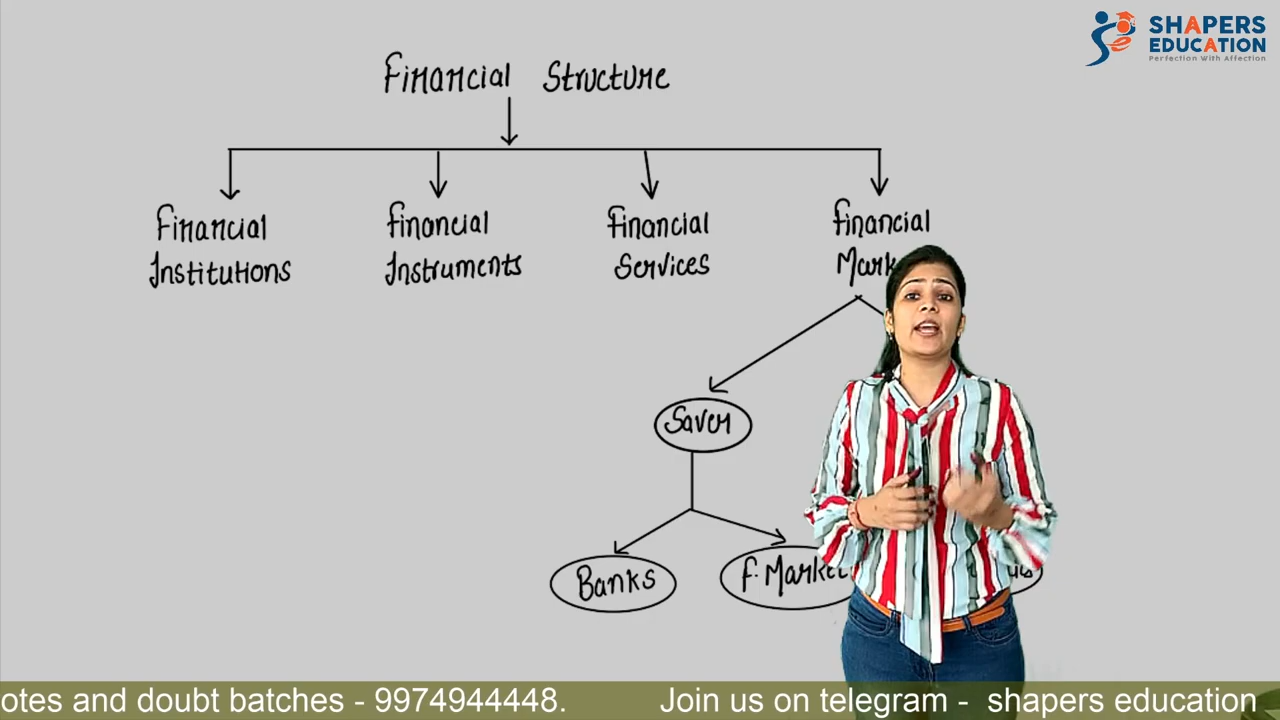 SHAPERS
EDUCATION
Perfection With Affection
Financial Structure
Financial
Institutions
Financial
Instruments
Financial
Services
Financial
Saver
Banks
otes and doubt batches - 9974944448. Join us on telegram - shapers education